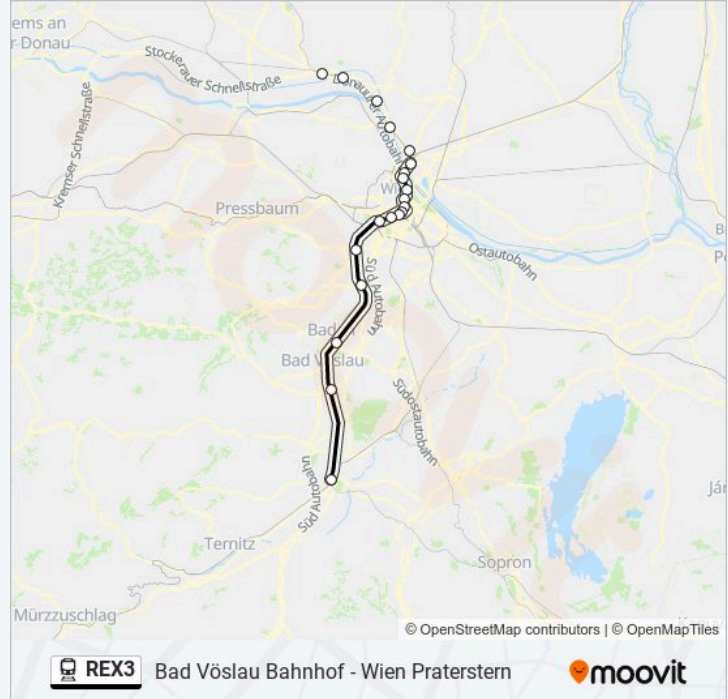 ems an
r Donau
Stockerauer Schnellstraße
Donauufer Autobahn
Kremser Schnellstraße
Wi
Pressbaum
Ostautobahn
Süd Autobahn
Bad
Bad Vöslau
Südostautobahn
Süd Autobahn
Ternitz
Sopron
Mürzzuschlag
© OpenStreetMap contributors | © OpenMapTiles
REX3 Bad Vöslau Bahnhof - Wien Praterstern moovit